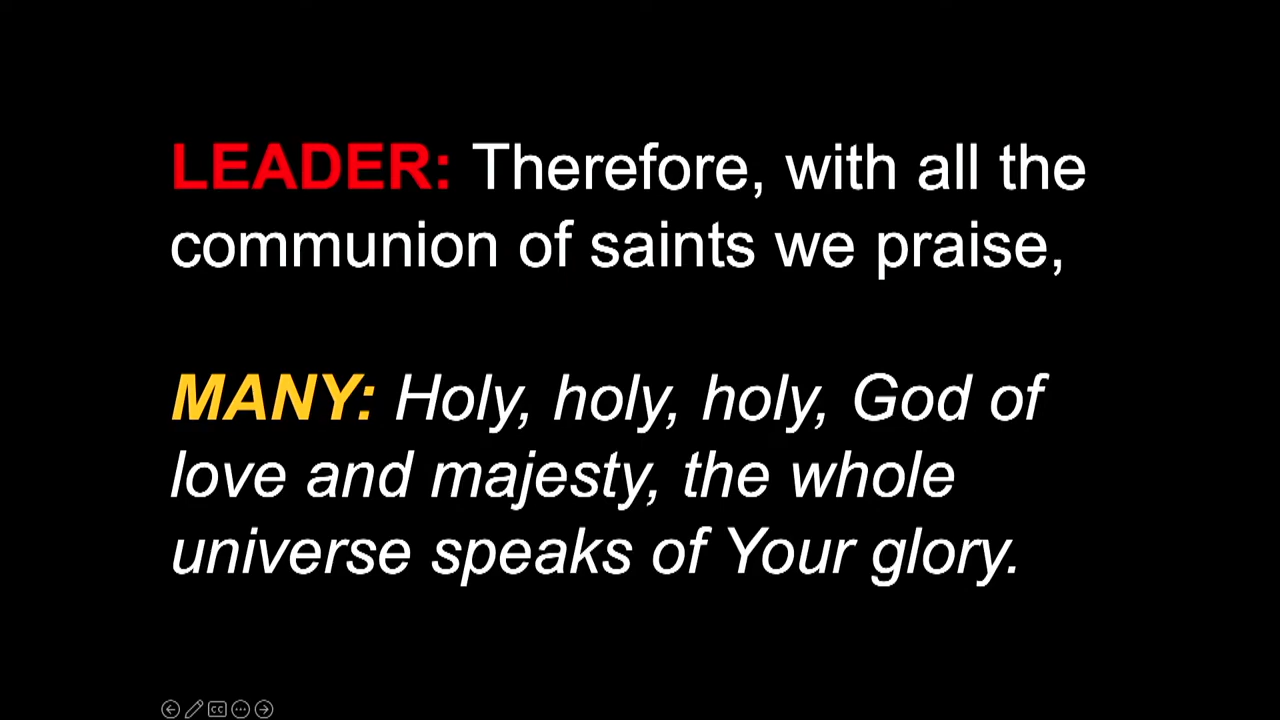 LEADER: Therefore, with all the
communion of saints we praise,
MANY: Holy, holy, holy, God of
love and majesty, the whole
universe speaks of Your glory.
CC